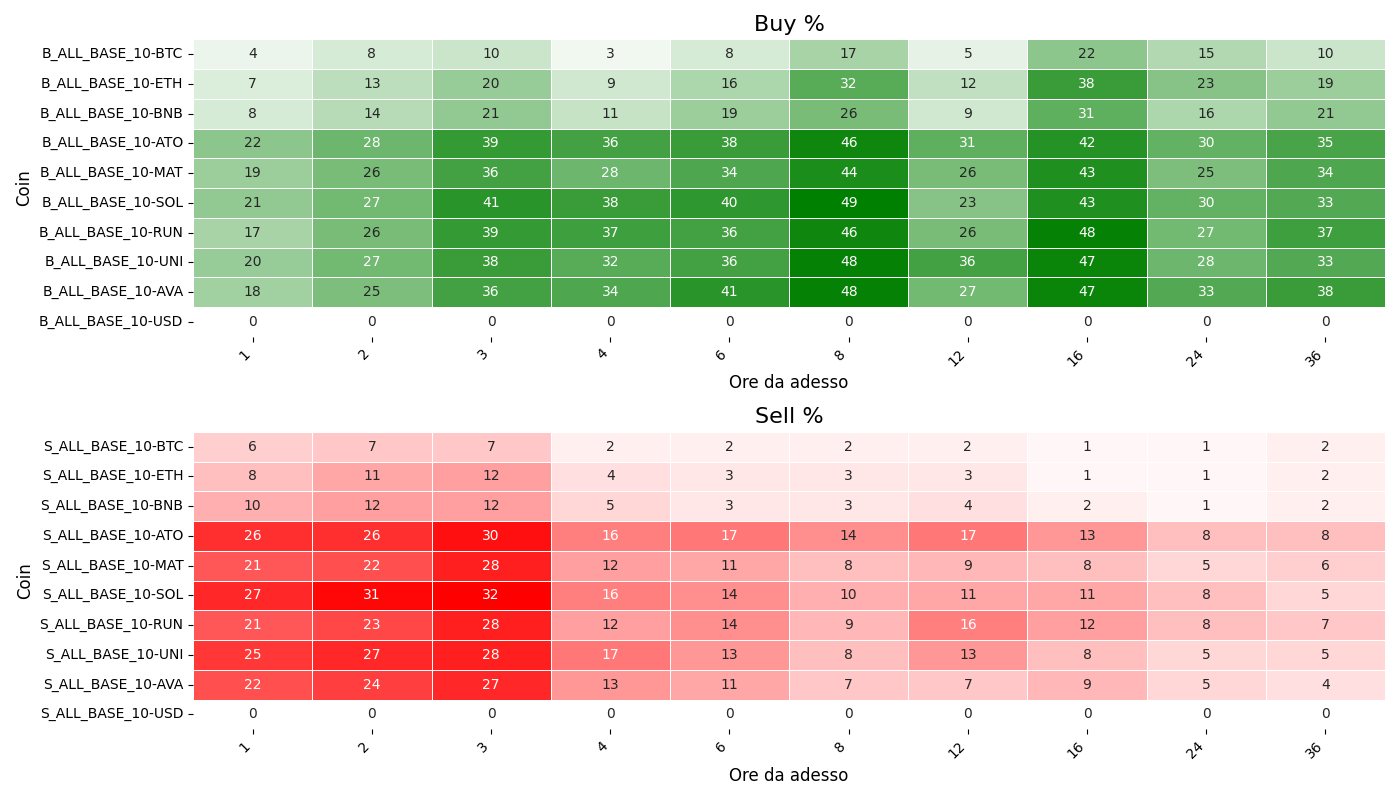 Buy %
B_ALL_BASE_10-BTC 4 8 10 3 8 17 5 22 15 10
B_ALL_BASE_10-ETH 7 13 20 9 16 32 12 38 23 19
B_ALL_BASE_10-BNB 8 14 21 11 19 26 9 31 16 21
B_ALL_BASE_10-ATO 22 28 39 36 38 46 31 42 30 35
B_ALL_BASE_10-MAT 19 26 36 28 34 44 26 43 25 34
B_ALL_BASE_10-SOL 21 27 41 38 40 49 23 43 30 33
B_ALL_BASE_10-RUN 17 26 39 37 36 46 26 48 27 37
B_ALL_BASE_10-UNI 20 27 38 32 36 48 36 47 28 33
B_ALL_BASE_10-AVA 18 25 36 34 41 48 27 47 33 38
B_ALL_BASE_10-USD 0 0 0 0 0 0 0 0 0 0
Coin
1 2 3 4 6 8 12 16 24 36
Ore da adesso
Sell %
S_ALL_BASE_10-BTC 6 7 7 2 2 2 2 1 1 2
S_ALL_BASE_10-ETH 8 11 12 4 3 3 3 1 1 2
S_ALL_BASE_10-BNB 10 12 12 5 3 3 4 2 1 2
S_ALL_BASE_10-ATO 26 26 30 16 17 14 17 13 8 8
S_ALL_BASE_10-MAT 21 22 28 12 11 8 9 8 5 6
S_ALL_BASE_10-SOL 27 31 32 16 14 10 11 11 8 5
S_ALL_BASE_10-RUN 21 23 28 12 14 9 16 12 8 7
S_ALL_BASE_10-UNI 25 27 28 17 13 8 13 8 5 5
S_ALL_BASE_10-AVA 22 24 27 13 11 7 7 9 5 4
S_ALL_BASE_10-USD 0 0 0 0 0 0 0 0 0 0
Coin
1 2 3 4 6 8 12 16 24 36
Ore da adesso